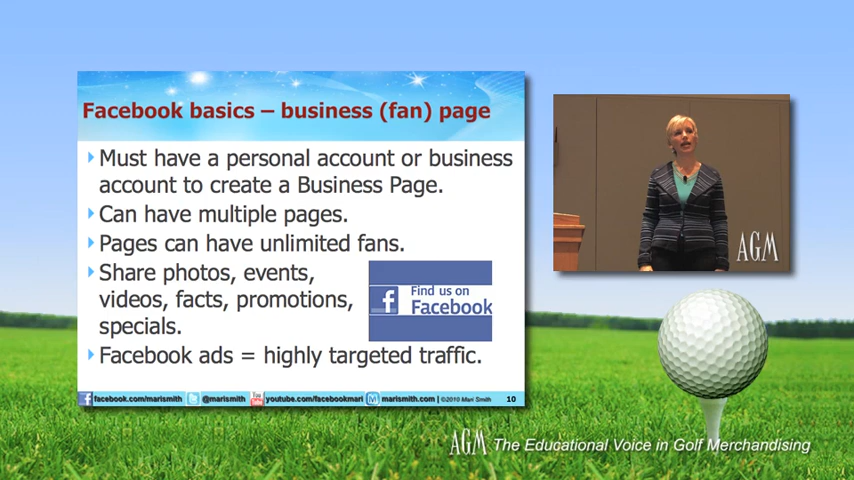 Facebook basics – business (fan) page
Must have a personal account or business
account to create a Business Page.
Can have multiple pages.
Pages can have unlimited fans.
Share photos, events,
videos, facts, promotions,
specials.
Find us on
Facebook
Facebook ads = highly targeted traffic.
facebook.com/marismith @marismith youtube.com/facebookmari marismith.com | ©2010 Mari Smith 10
AGM
AGM The Educational Voice in Golf Merchandising